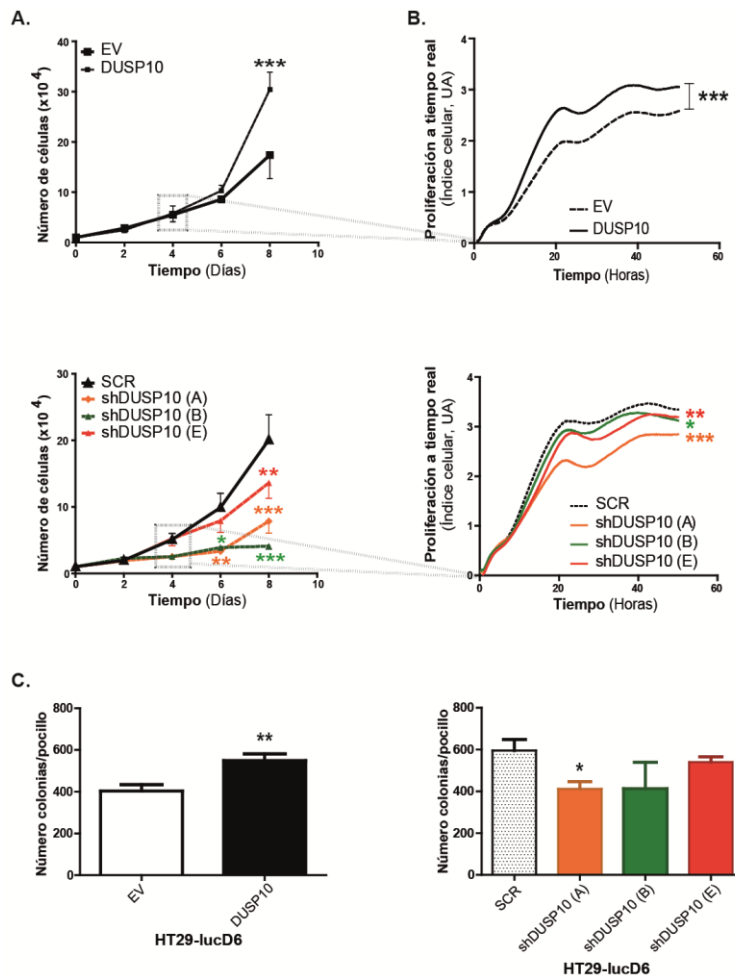 A.
EV
DUSP10
Número de células (x10 4)
40
30
20
10
0
***
0 2 4 6 8 10
Tiempo (Días)
B.
Proliferación a tiempo real
(Índice celular, UA)
4
3
2
1
0
***
EV
DUSP10
0 20 40 60
Tiempo (Horas)
SCR
shDUSP10 (A)
shDUSP10 (B)
shDUSP10 (E)
Número de células (x10 4)
30
20
10
0
**
***
*
**
***
0 2 4 6 8 10
Tiempo (Días)
Proliferación a tiempo real
(Índice celular, UA)
4
3
2
1
0
**
*
***
SCR
shDUSP10 (A)
shDUSP10 (B)
shDUSP10 (E)
0 20 40 60
Tiempo (Horas)
C.
Número colonias/pocillo
800
600
400
200
0
**
EV
DUSP10
HT29-lucD6
Número colonias/pocillo
800
600
400
200
0
*
SCR
shDUSP10 (A)
shDUSP10 (B)
shDUSP10 (E)
HT29-lucD6